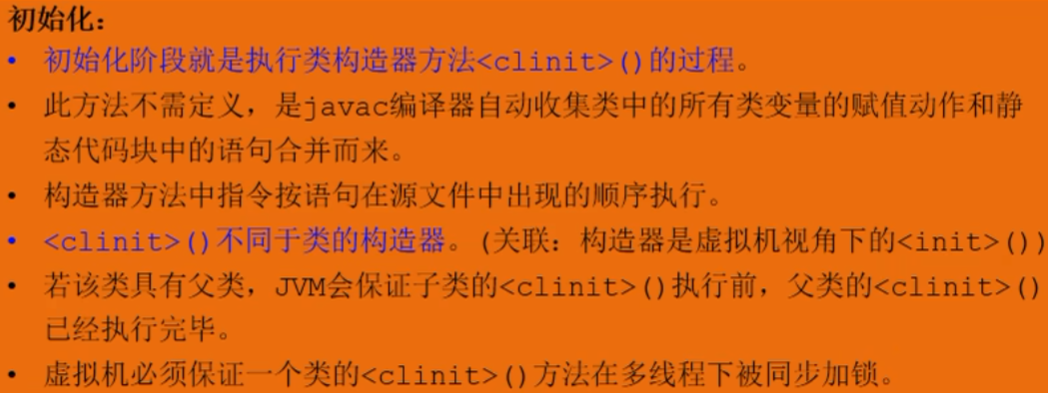 初始化：
• 初始化阶段就是执行类构造器方法<clinit>()的过程。
• 此方法不需定义，是javac编译器自动收集类中的所有类变量的赋值动作和静
态代码块中的语句合并而来。
• 构造器方法中指令按语句在源文件中出现的顺序执行。
• <clinit>()不同于类的构造器。(关联：构造器是虚拟机视角下的<init>())
• 若该类具有父类，JVM会保证子类的<clinit>()执行前，父类的<clinit>()
已经执行完毕。
• 虚拟机必须保证一个类的<clinit>()方法在多线程下被同步加锁。